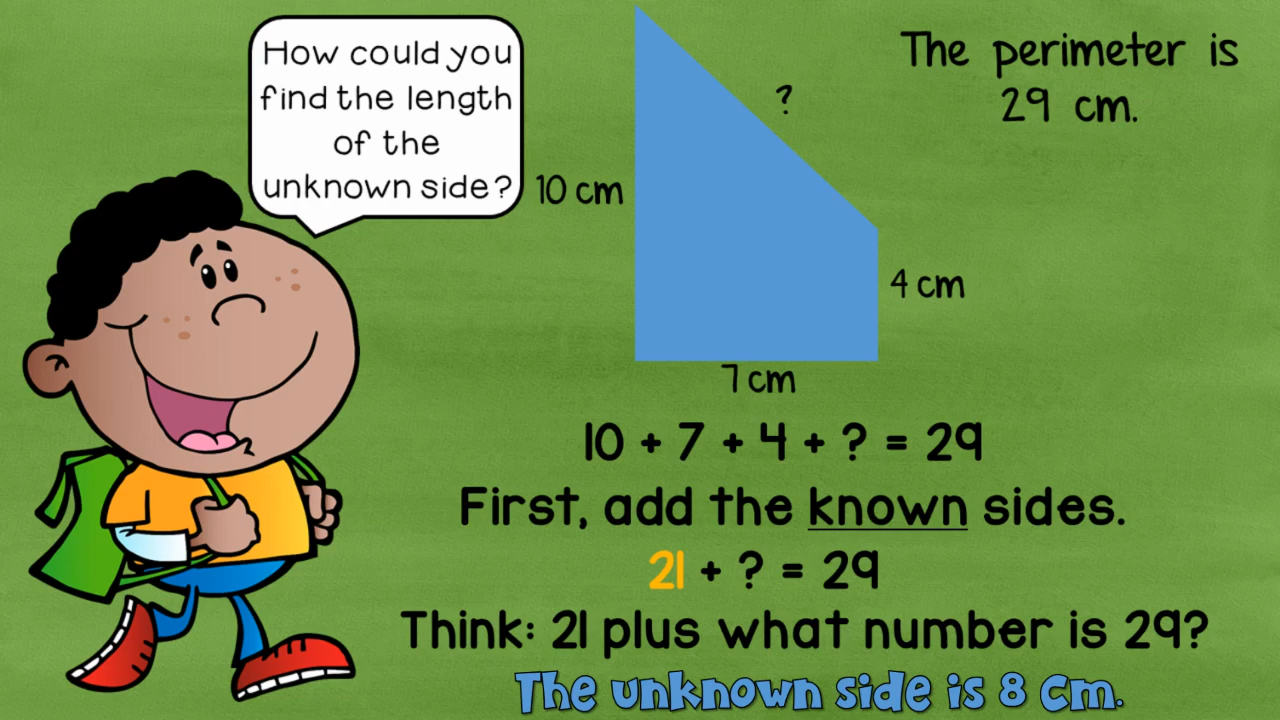 How could you
find the length
of the
unknown side?
The perimeter is
29 cm.
?
10 cm
4 cm
7 cm
10 + 7 + 4 + ? = 29
First, add the known sides.
21 + ? = 29
Think: 21 plus what number is 29?
The unknown side is 8 cm.